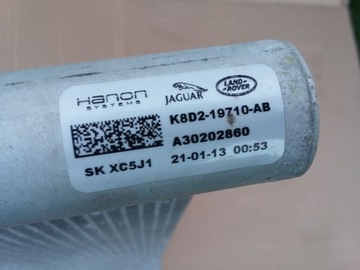 Hanon
SYSTEMS
JAGUAR
LAND
ROVER
K8D2-19710-AB
A30202860
SK XC5J1
21-01-13 00:53